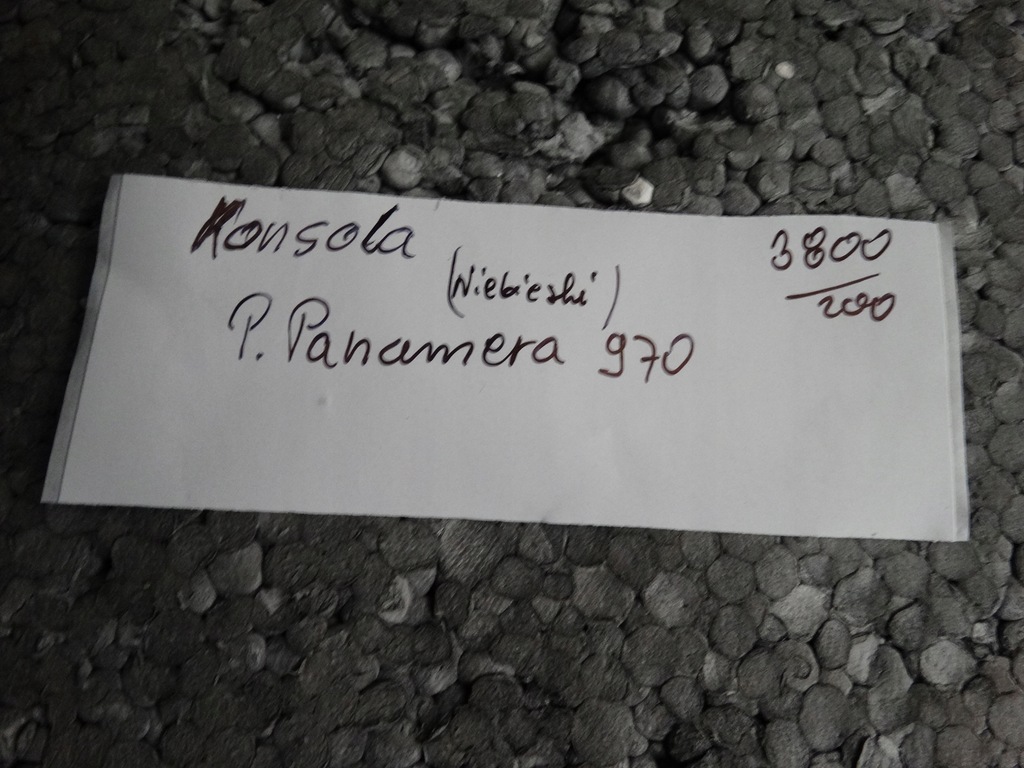 Konsola
3800
(Niebieski)
200
P. Panamera 970